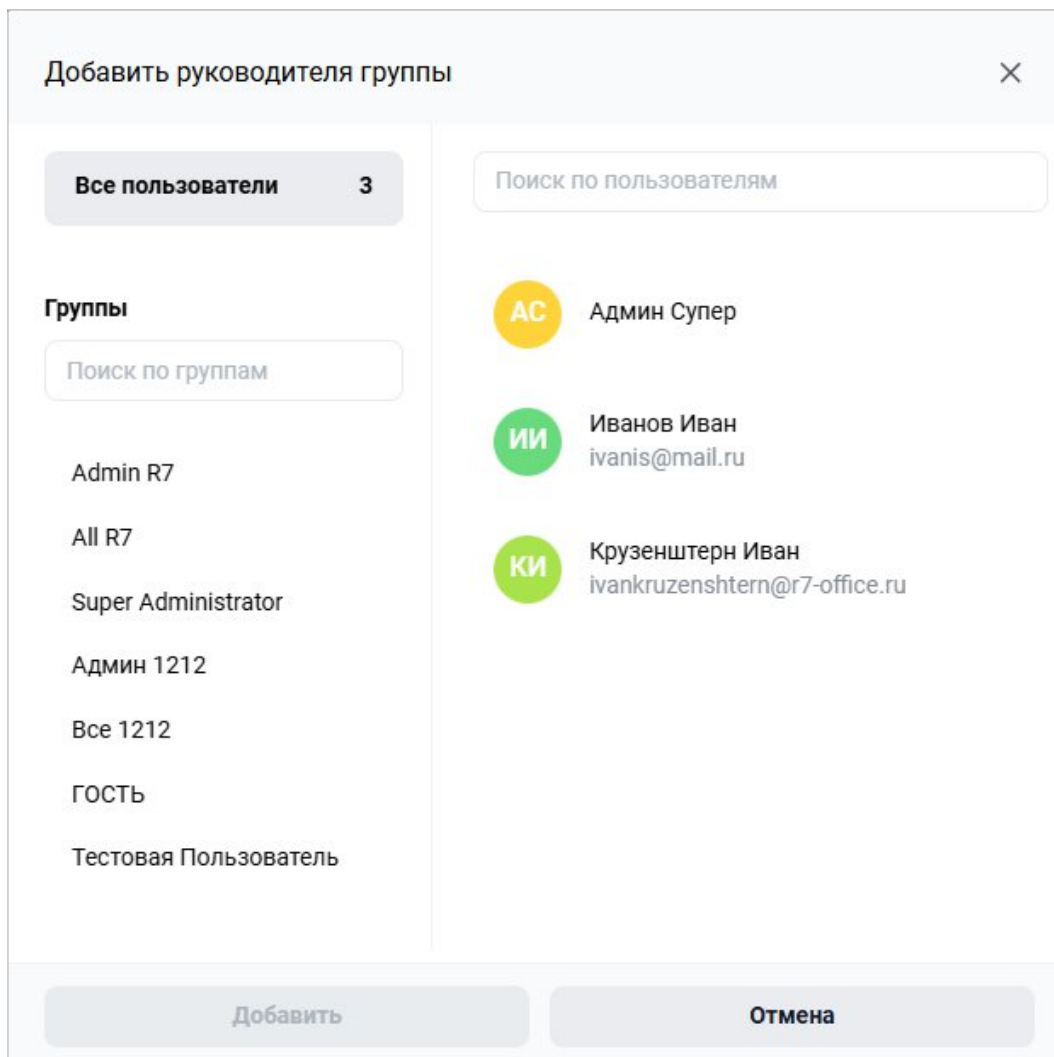 Добавить руководителя группы
Все пользователи 3
Группы
Поиск по группам
Admin R7
All R7
Super Administrator
Админ 1212
Все 1212
ГОСТЬ
Тестовая Пользователь
Поиск по пользователям
АС Админ Супер
ИИ Иванов Иван
ivanis@mail.ru
КИ Крузенштерн Иван
ivankruzenshtern@r7-office.ru
Добавить
Отмена